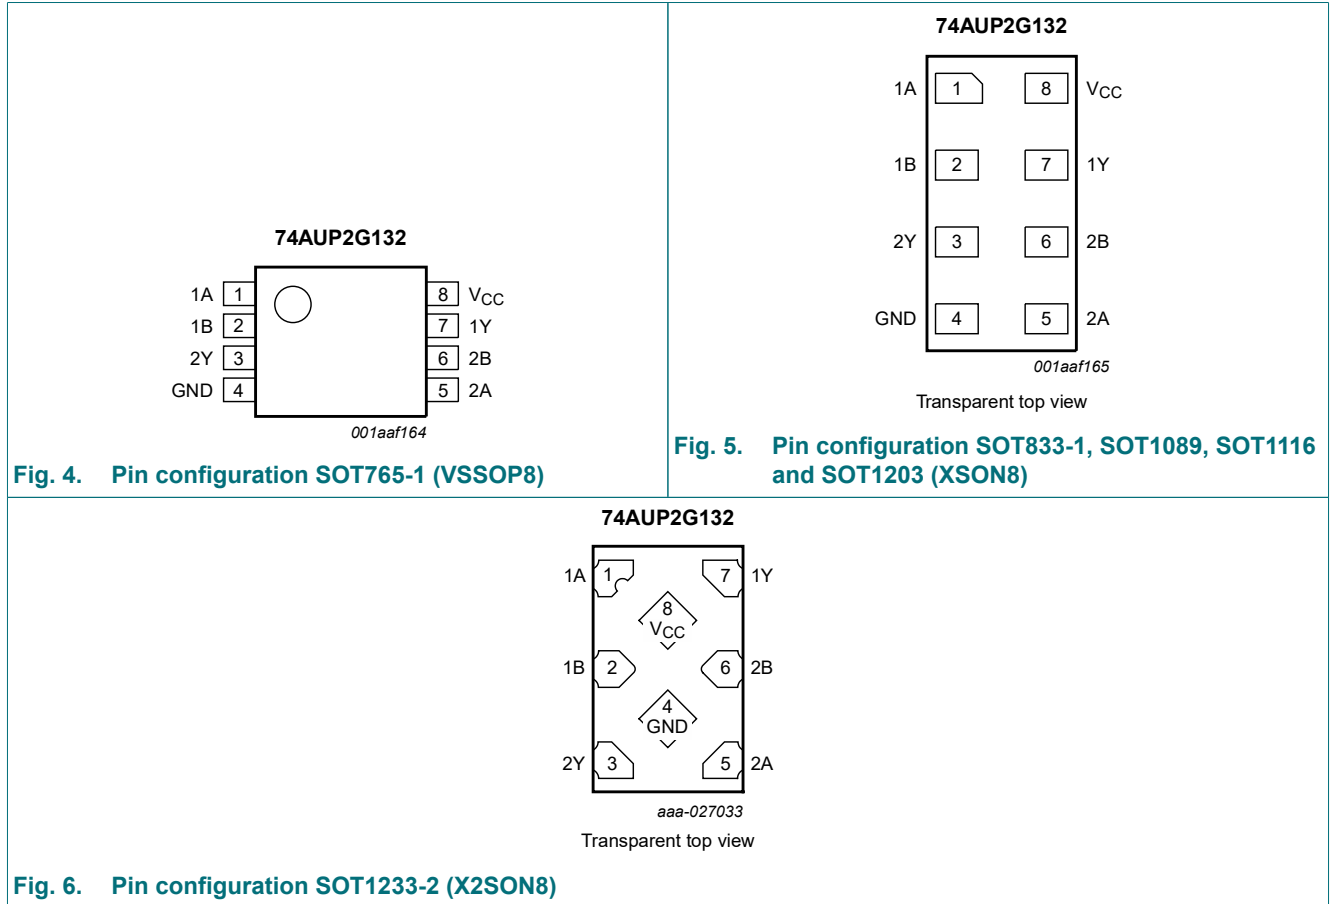 74AUP2G132
1A 1 8 VCC
1B 2 7 1Y
2Y 3 6 2B
GND 4 5 2A
001aaf164
Fig. 4. Pin configuration SOT765-1 (VSSOP8)
74AUP2G132
1A 1 8 VCC
1B 2 7 1Y
2Y 3 6 2B
GND 4 5 2A
001aaf165
Transparent top view
Fig. 5. Pin configuration SOT833-1, SOT1089, SOT1116
and SOT1203 (XSON8)
74AUP2G132
1A 1 7 1Y
8
VCC
1B 2 6 2B
4
GND
2Y 3 5 2A
aaa-027033
Transparent top view
Fig. 6. Pin configuration SOT1233-2 (X2SON8)